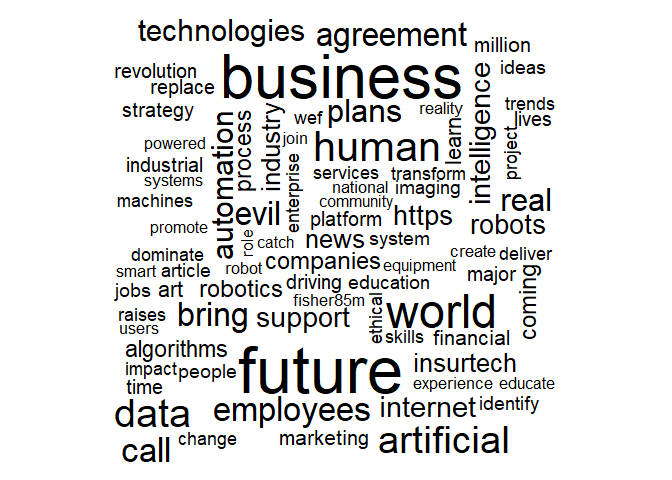 technologies agreement million
revolution business ideas
replace
strategy wef plans reality trends
lives
powered join human learn intelligence project
automation process industry
industrial services transform
systems national imaging
machines enterprise community real
promote evil platform https robots
role catch news system
dominate companies create deliver
smart article robot equipment major
jobs art robotics driving education
fisher85m coming
raises bring support ethical world
users skills financial
algorithms future insurtech
impact people
time experience educate
data employees internet identify
call change marketing artificial